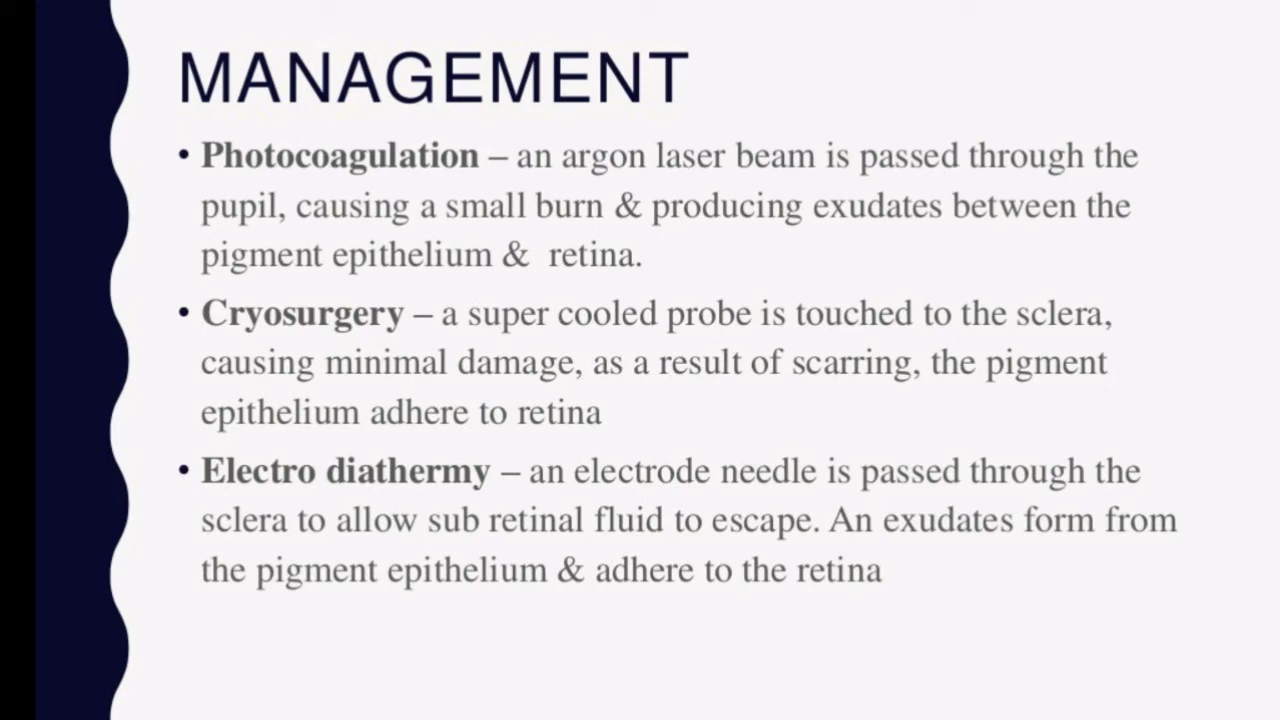 MANAGEMENT
• Photocoagulation – an argon laser beam is passed through the
pupil, causing a small burn & producing exudates between the
pigment epithelium & retina.
• Cryosurgery – a super cooled probe is touched to the sclera,
causing minimal damage, as a result of scarring, the pigment
epithelium adhere to retina
• Electro diathermy – an electrode needle is passed through the
sclera to allow sub retinal fluid to escape. An exudates form from
the pigment epithelium & adhere to the retina